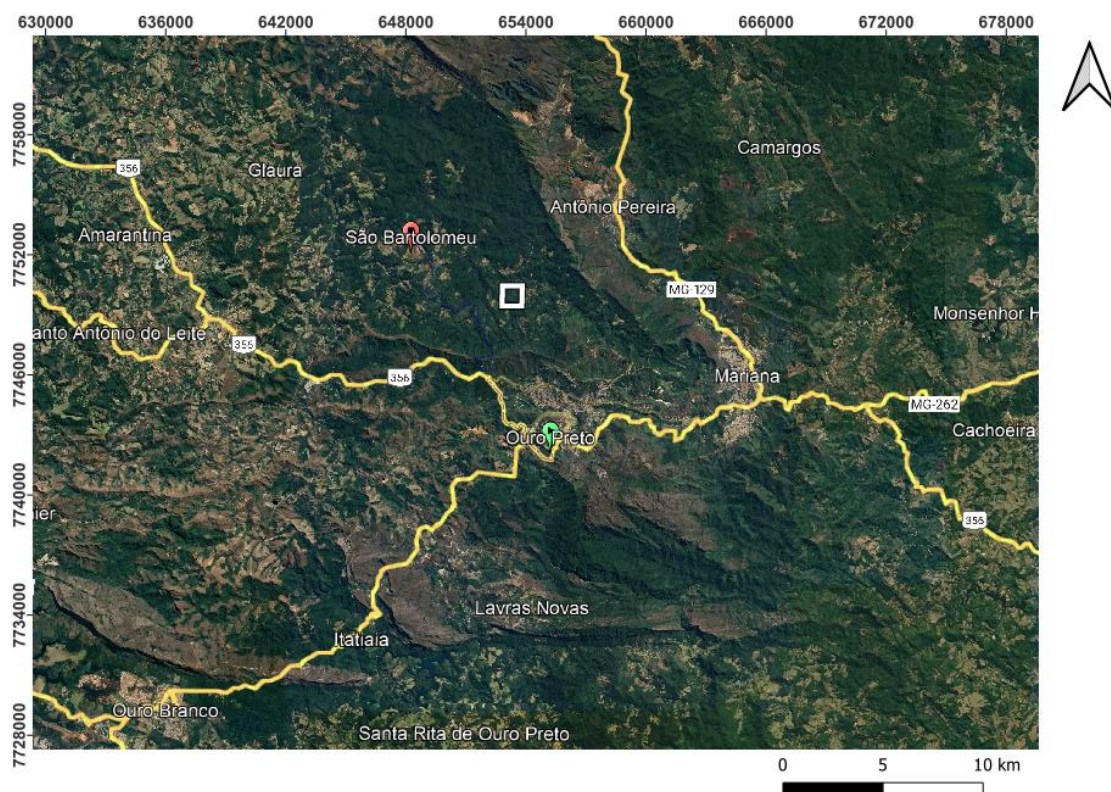 630000 636000 642000 648000 654000 660000 666000 672000 678000
7758000
7752000
7746000
7740000
7734000
7728000
Camargos
356
Glaura
Antônio Pereira
Amarantina
São Bartolomeu
MG-129
Monsenhor H
anto Antônio do Leite
356
356
Mariana
MG-262
Cachoeira
Ouro Preto
nier
356
Lavras Novas
Itatiaia
Ouro Branco
Santa Rita de Ouro Preto
0 5 10 km